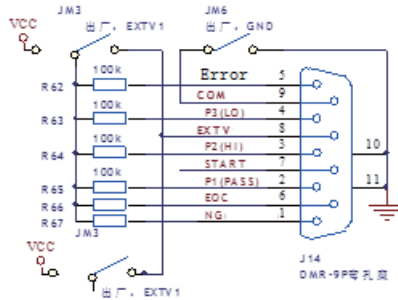 JM3
JM6
VCC
出厂，EXTV1
出厂，GND
100k
Error
5
R62
COM
9
100k
P3(LO)
4
R63
EXTV
8
100k
P2(HI)
3
10
R64
START
7
100k
P1(PASS)
2
11
R65
EOC
6
R66
NG
1
R67
JM3
VCC
J14
DMR-9P弯孔座
出厂，EXTV1